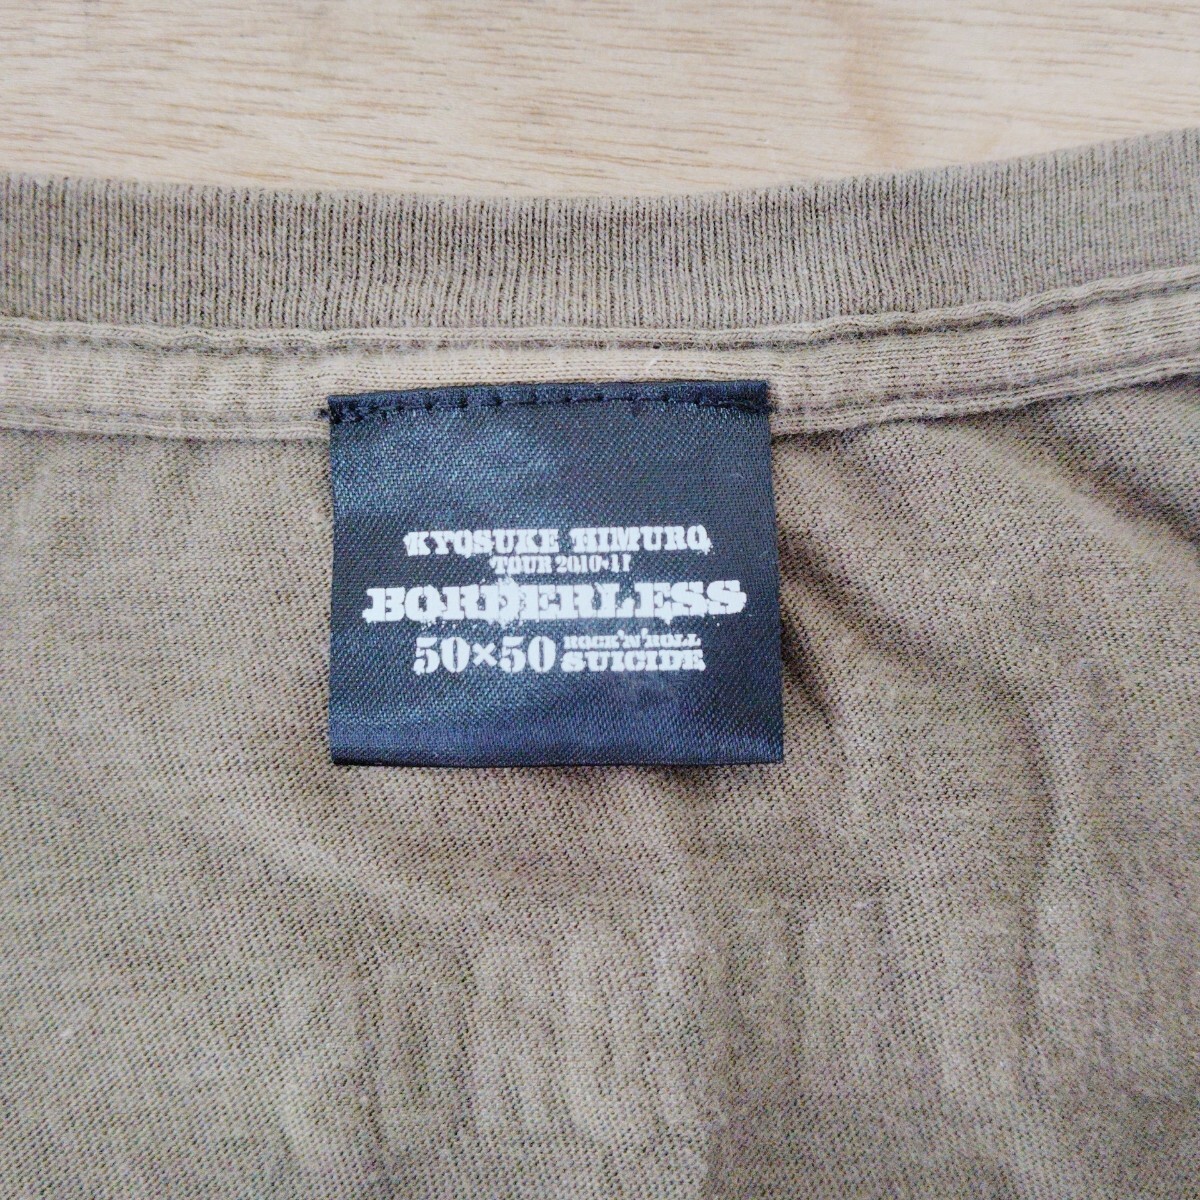 KYOSUKE HIMURO
TOUR 2010-11
BORDERLESS
50×50 ROCK'N'ROLL
SUICIDE